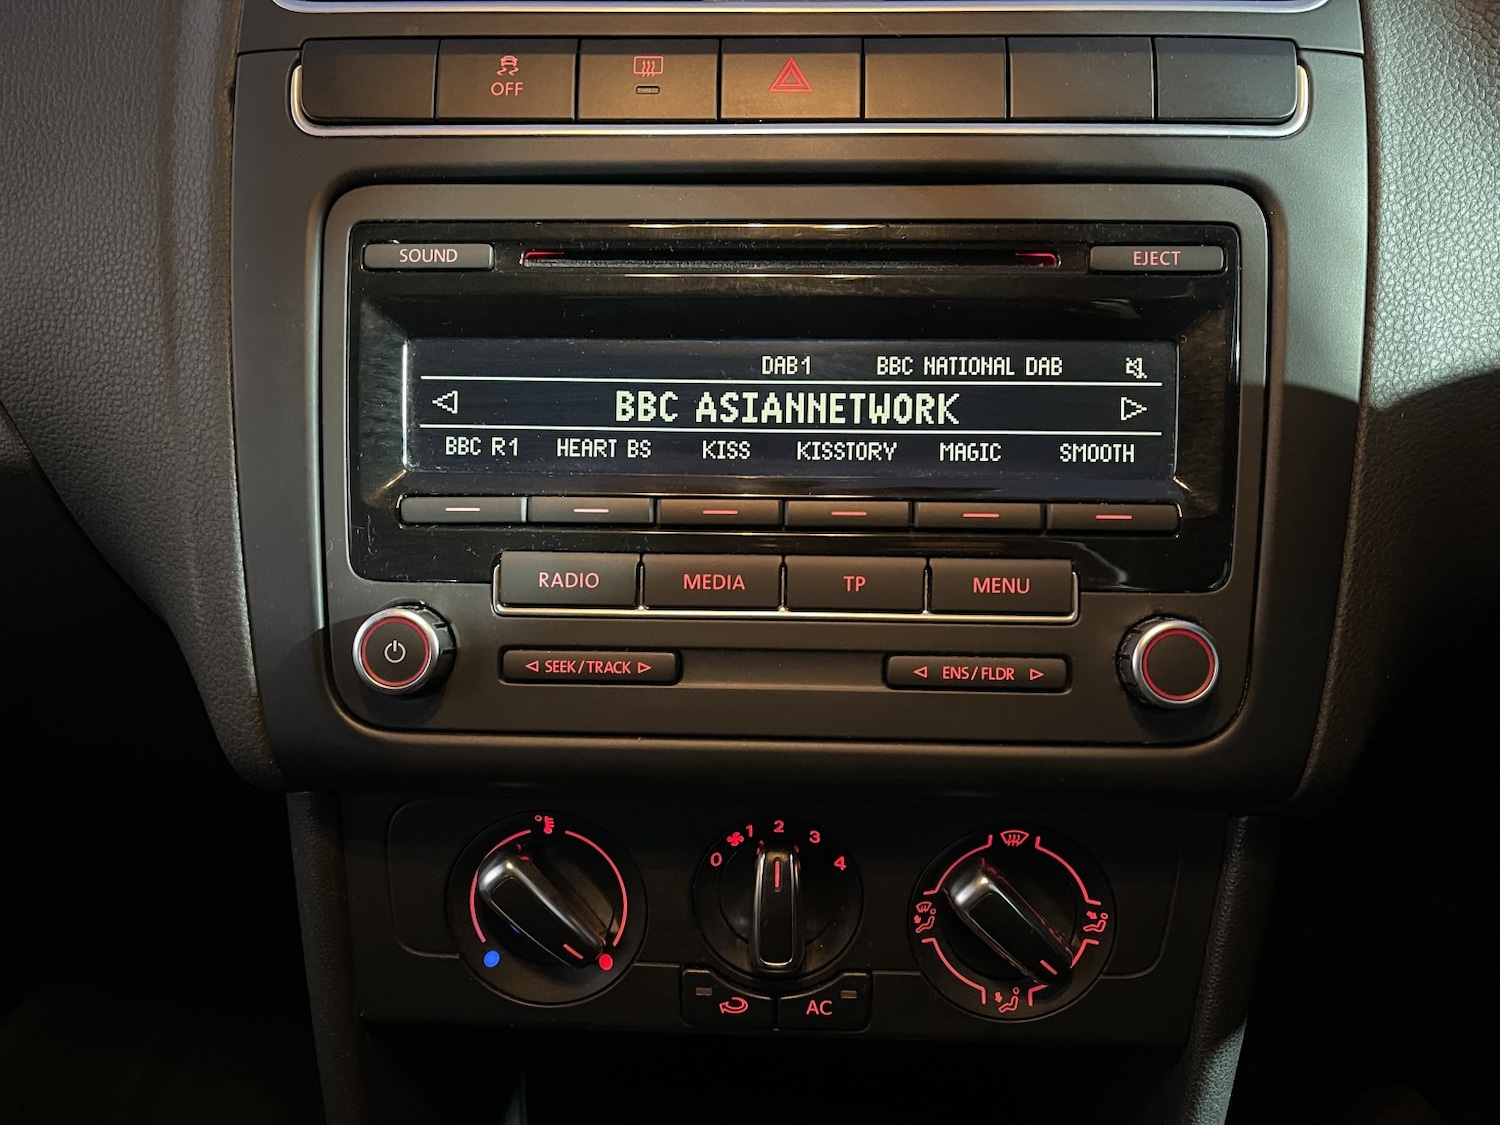 OFF
SOUND EJECT
DAB1 BBC NATIONAL DAB
BBC ASIANNETWORK
BBC R1 HEART BS KISS KISSTORY MAGIC SMOOTH
RADIO MEDIA TP MENU
SEEK/TRACK ENS/FLDR
0 1 2 3 4
AC